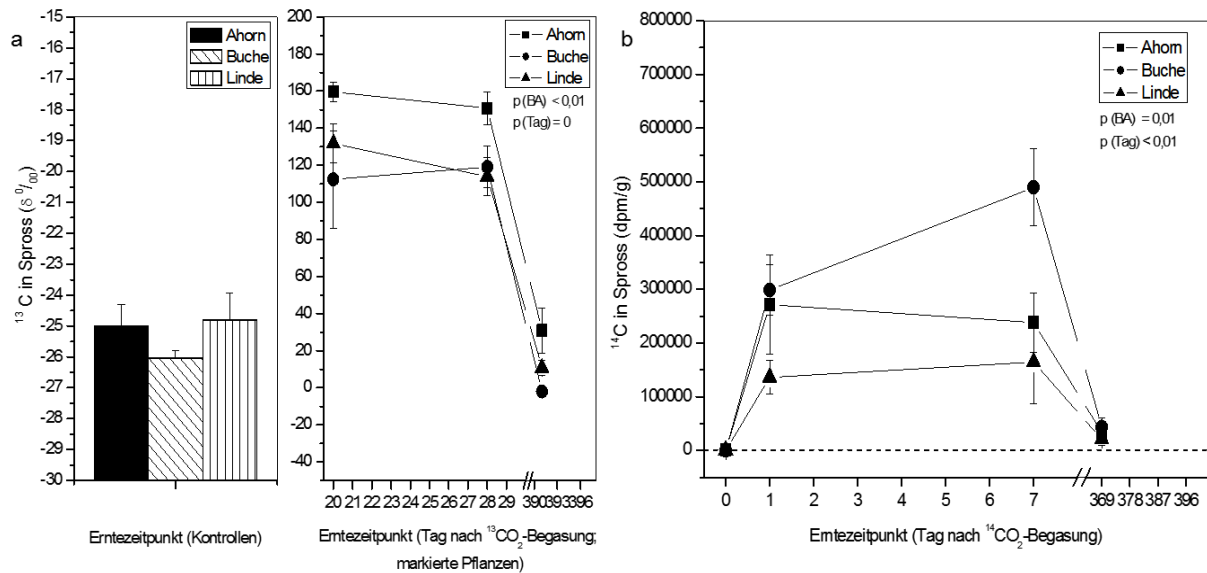 a
-15
-16
-17
-18
-19
-20
-21
-22
-23
-24
-25
-26
-27
-28
-29
-30
¹³C in Spross (δ ⁰/₀₀)
Ahorn
Buche
Linde
Erntezeitpunkt (Kontrollen)
200
180
160
140
120
100
80
60
40
20
0
-20
-40
Ahorn
Buche
Linde
p (BA) < 0,01
p (Tag) = 0
20 21 22 23 24 25 26 27 28 29 390 393 396
Erntezeitpunkt (Tag nach ¹³CO₂-Begasung;
markierte Pflanzen)
b
800000
700000
600000
500000
400000
300000
200000
100000
0
¹⁴C in Spross (dpm/g)
Ahorn
Buche
Linde
p (BA) = 0,01
p (Tag) < 0,01
0 1 2 3 4 5 6 7 369 378 387 396
Erntezeitpunkt (Tag nach ¹⁴CO₂-Begasung)